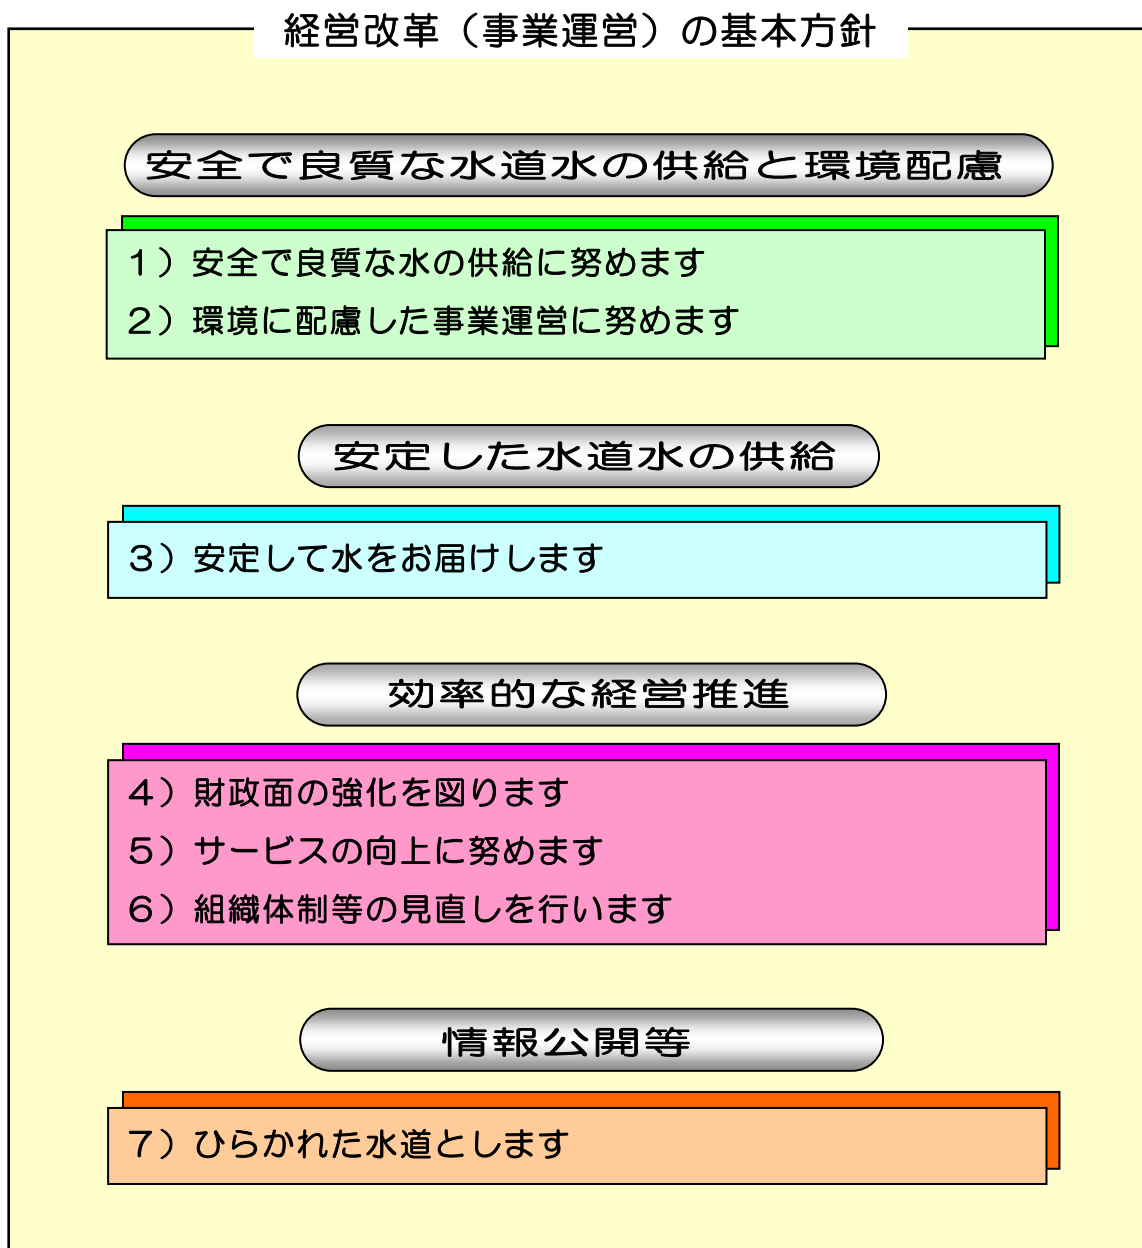 経営改革（事業運営）の基本方針
安全で良質な水道水の供給と環境配慮
１）安全で良質な水の供給に努めます
２）環境に配慮した事業運営に努めます
安定した水道水の供給
３）安定して水をお届けします
効率的な経営推進
４）財政面の強化を図ります
５）サービスの向上に努めます
６）組織体制等の見直しを行います
情報公開等
７）ひらかれた水道とします